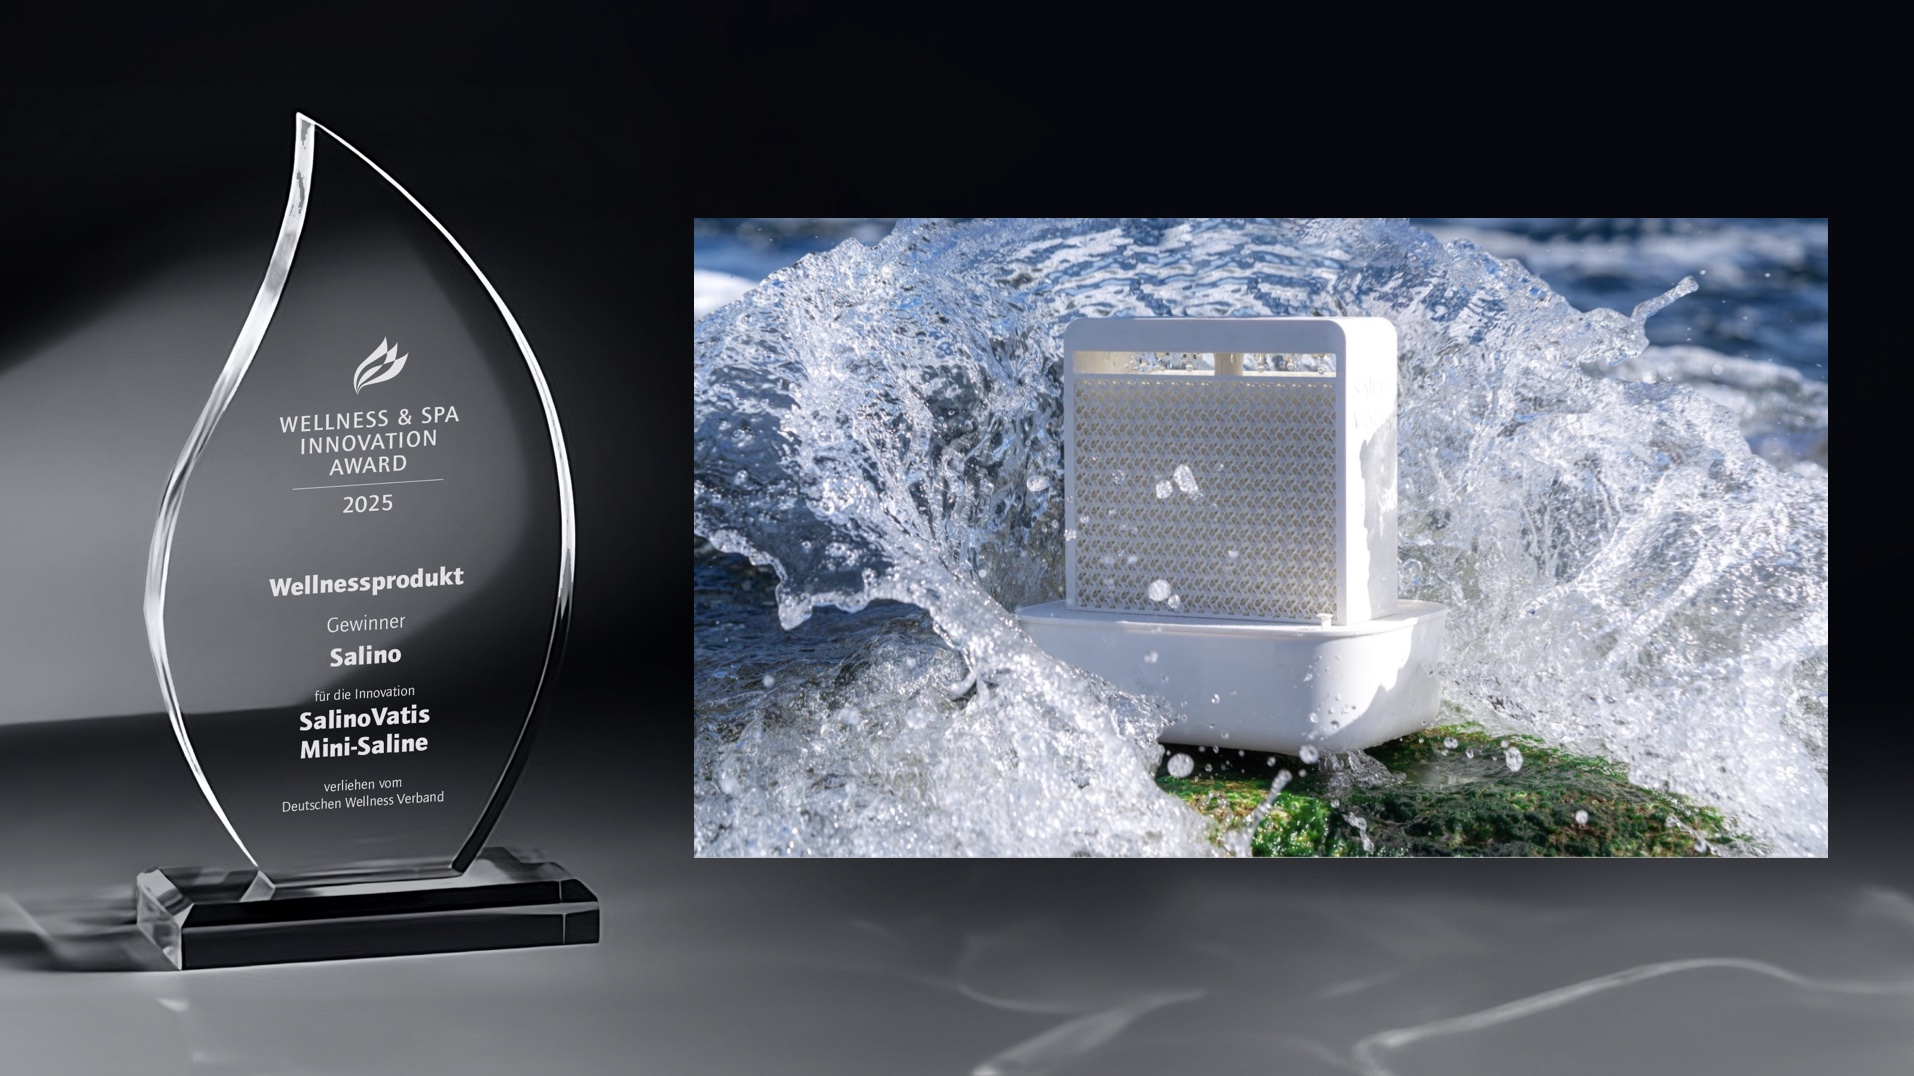 WELLNESS & SPA
INNOVATION
AWARD
2025
Wellnessprodukt
Gewinner
Salino
für die Innovation
SalinoVatis
Mini-Saline
verliehen vom
Deutschen Wellness Verband